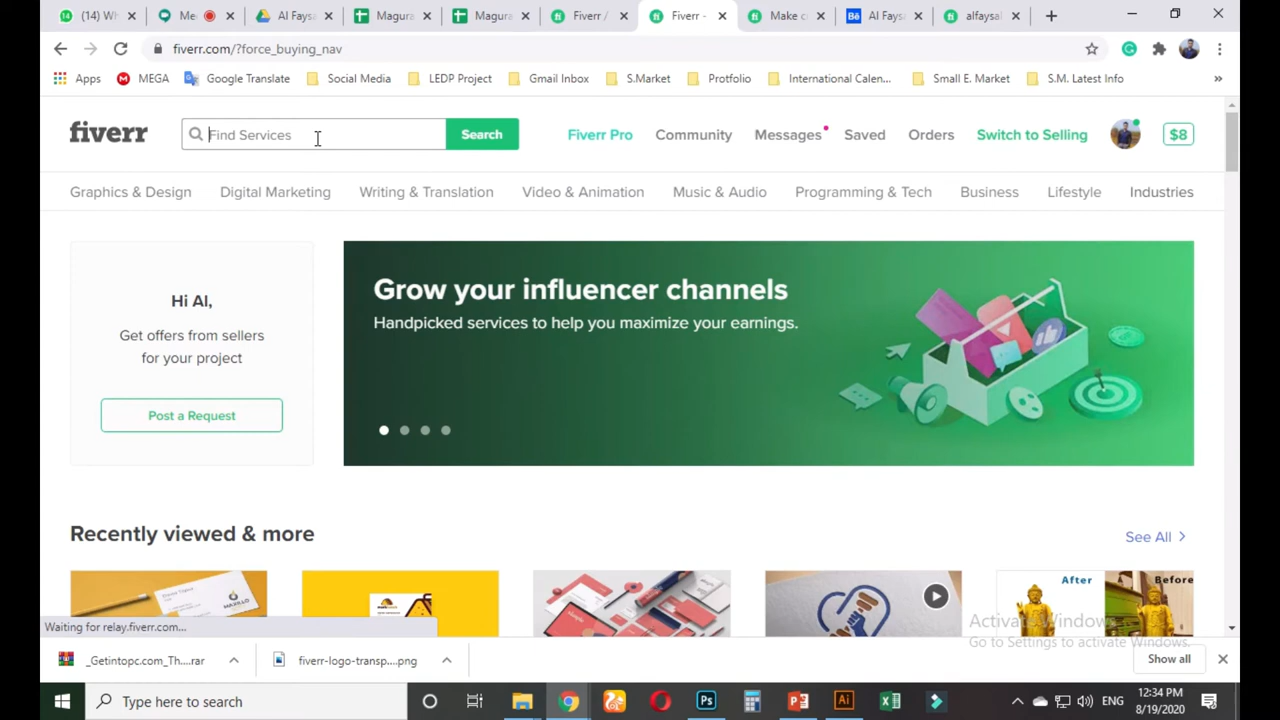 (14) Wh
Me
Al Faysa
Magura
Magura
Fiverr /
Fiverr -
Make c
Al Faysa
alfaysal
fiverr.com/?force_buying_nav
Apps
MEGA
Google Translate
Social Media
LEDP Project
Gmail Inbox
S.Market
Protfolio
International Calen...
Small E. Market
S.M. Latest Info
»
fiverr
Find Services
Search
Fiverr Pro
Community
Messages
Saved
Orders
Switch to Selling
$8
Graphics & Design
Digital Marketing
Writing & Translation
Video & Animation
Music & Audio
Programming & Tech
Business
Lifestyle
Industries
Hi Al,
Get offers from sellers
for your project
Post a Request
Grow your influencer channels
Handpicked services to help you maximize your earnings.
Recently viewed & more
See All
After
Before
Waiting for relay.fiverr.com...
Activate Windows
Go to Settings to activate Windows.
_Getintopc.com_Th....rar
fiverr-logo-transp....png
Show all
Type here to search
Ps
Ai
ENG
12:34 PM
8/19/2020